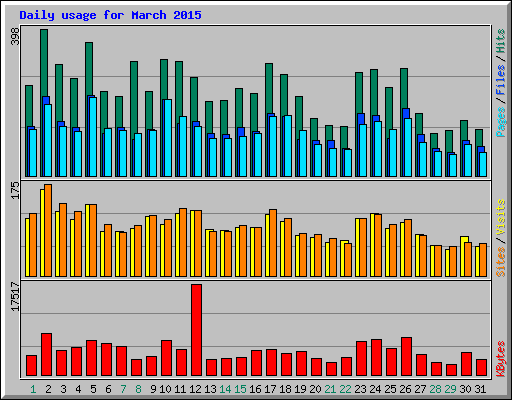 Daily usage for March 2015
398
Pages / Files / Hits
175
Sites / Visits
17517
KBytes
1 2 3 4 5 6 7 8 9 10 11 12 13 14 15 16 17 18 19 20 21 22 23 24 25 26 27 28 29 30 31